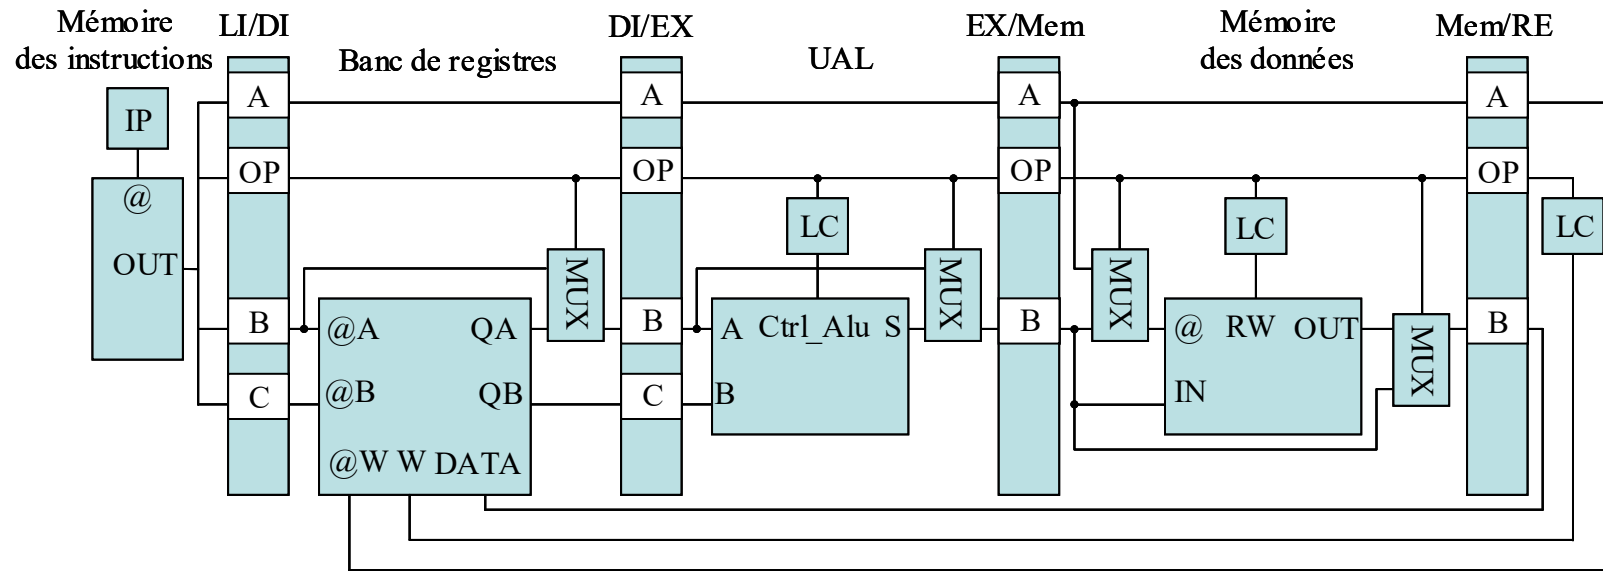 Mémoire
des instructions
LI/DI
Banc de registres
DI/EX
UAL
EX/Mem
Mémoire
des données
Mem/RE
A
A
A
A
IP
OP
OP
OP
OP
@
OUT
LC
LC
LC
MUX
MUX
MUX
MUX
B
@A
QA
B
A
Ctrl_Alu
S
B
@
RW
OUT
B
C
@B
QB
C
B
IN
@W
W
DATA